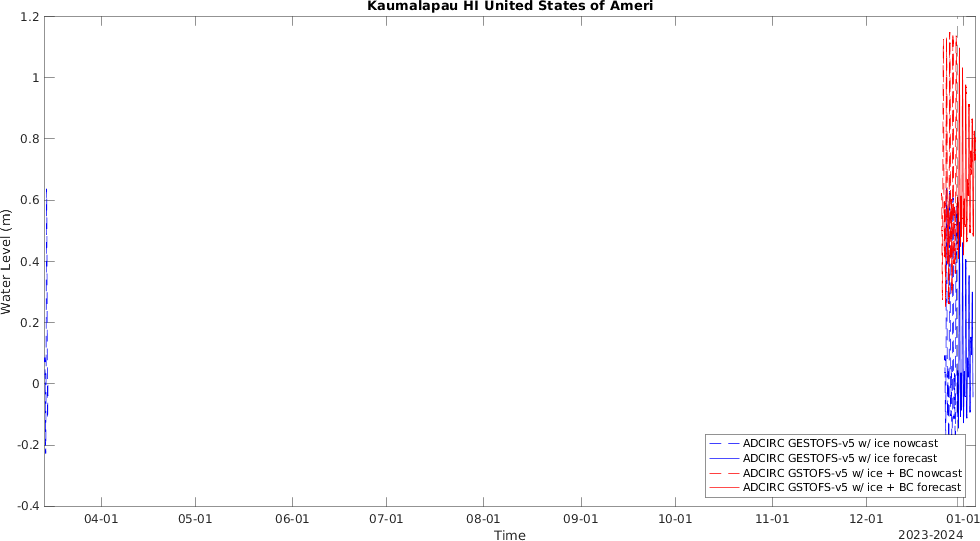 Kaumalapau HI United States of Ameri
1.2
1
0.8
0.6
0.4
0.2
0
-0.2
-0.4
Water Level (m)
ADCIRC GESTOFS-v5 w/ ice nowcast
ADCIRC GESTOFS-v5 w/ ice forecast
ADCIRC GSTOFS-v5 w/ ice + BC nowcast
ADCIRC GSTOFS-v5 w/ ice + BC forecast
04-01 05-01 06-01 07-01 08-01 09-01 10-01 11-01 12-01 01-01
Time
2023-2024